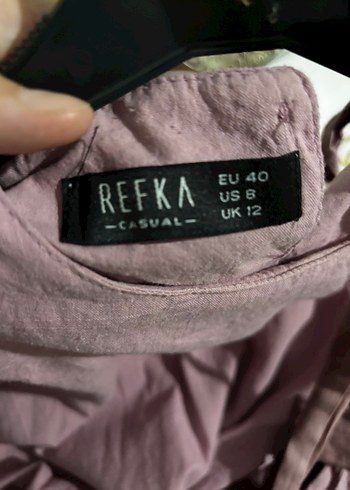 REFKA
—CASUAL—
EU 40
US 8
UK 12